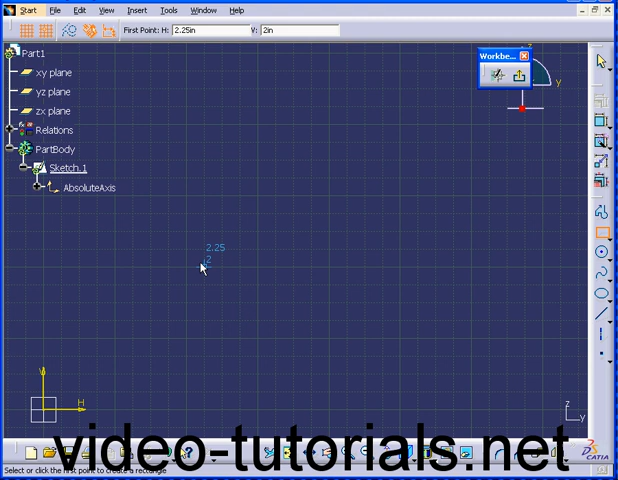 Start File Edit View Insert Tools Window Help
First Point: H: 2.25in V: 2in
Part1
xy plane
yz plane
zx plane
Relations
PartBody
Sketch.1
AbsoluteAxis
Workbe...
y
2.25
2
V
H
z
y
video-tutorials.net
CATIA
Select or click the first point to create a rectangle